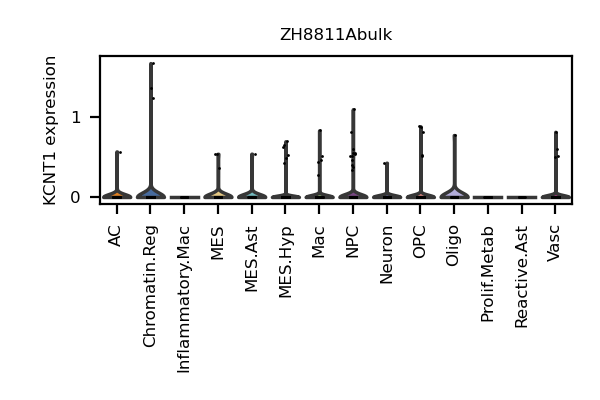 ZH8811Abulk
KCNT1 expression
1
0
AC
Chromatin.Reg
Inflammatory.Mac
MES
MES.Ast
MES.Hyp
Mac
NPC
Neuron
OPC
Oligo
Prolif.Metab
Reactive.Ast
Vasc